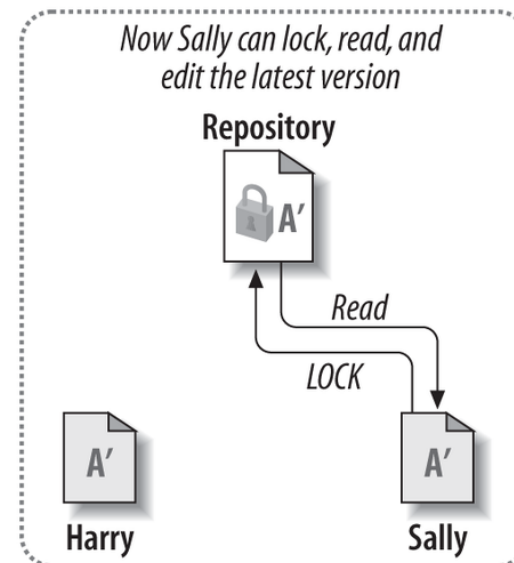 Now Sally can lock, read, and
edit the latest version
Repository
A′
Read
LOCK
A′
A′
Harry
Sally